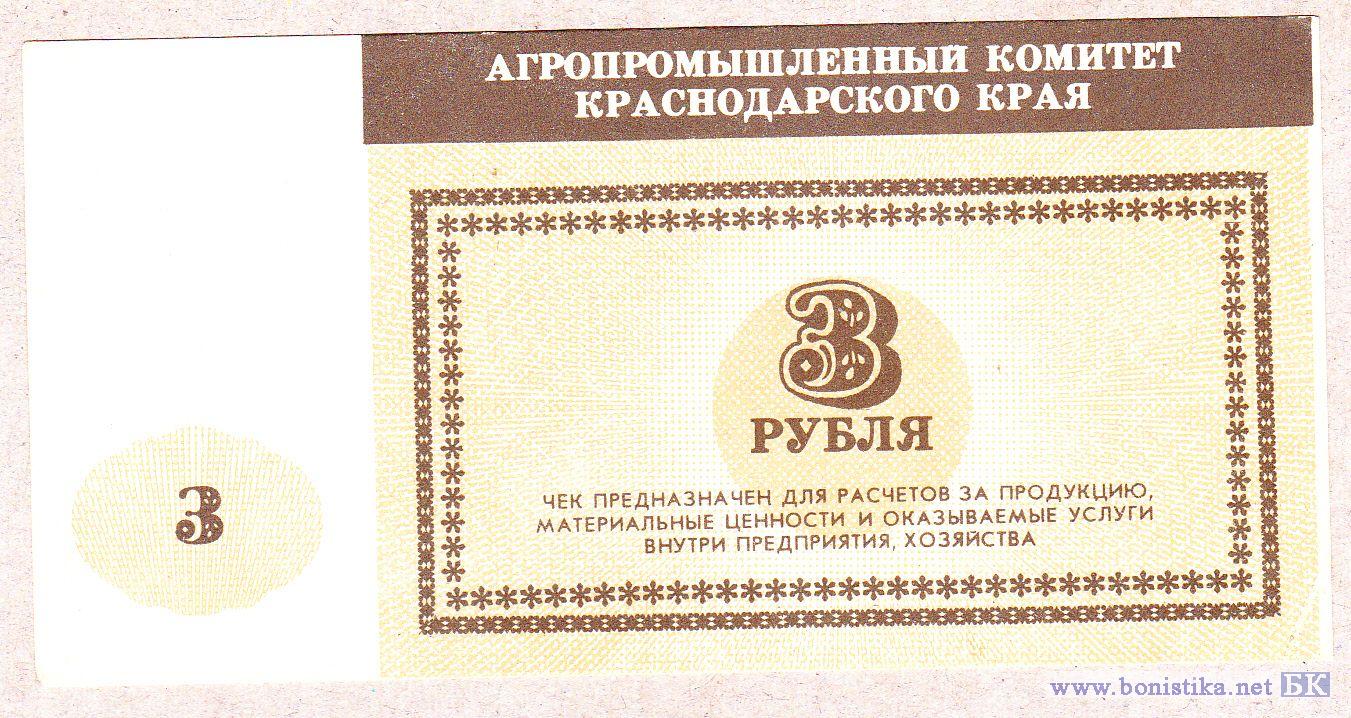 АГРОПРОМЫШЛЕННЫЙ КОМИТЕТ
КРАСНОДАРСКОГО КРАЯ
3
РУБЛЯ
3
ЧЕК ПРЕДНАЗНАЧЕН ДЛЯ РАСЧЕТОВ ЗА ПРОДУКЦИЮ,
МАТЕРИАЛЬНЫЕ ЦЕННОСТИ И ОКАЗЫВАЕМЫЕ УСЛУГИ
ВНУТРИ ПРЕДПРИЯТИЯ, ХОЗЯЙСТВА
www.bonistika.net БК